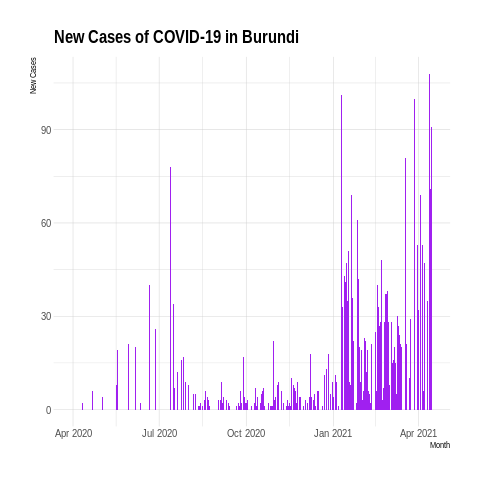 New Cases of COVID-19 in Burundi
New Cases
90
60
30
0
Apr 2020 Jul 2020 Oct 2020 Jan 2021 Apr 2021
Month